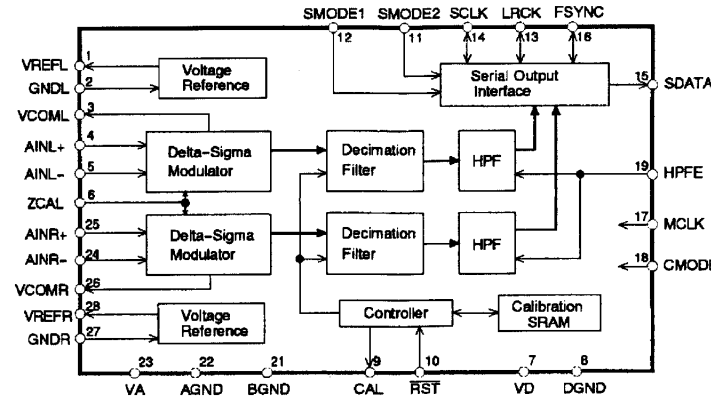 SMODE1 SMODE2 SCLK LRCK FSYNC
12 11 14 13 16
VREFL 1
GNDL 2
VCOML 3
AINL+ 4
AINL- 5
ZCAL 6
AINR+ 25
AINR- 24
VCOMR 26
VREFR 28
GNDR 27
Voltage
Reference
Serial Output
Interface
15 SDATA
Delta-Sigma
Modulator
Decimation
Filter
HPF
19 HPFE
17 MCLK
18 CMODE
Delta-Sigma
Modulator
Decimation
Filter
HPF
Voltage
Reference
Controller
Calibration
SRAM
23 22 21 9 10 7 8
VA AGND BGND CAL RST VD DGND